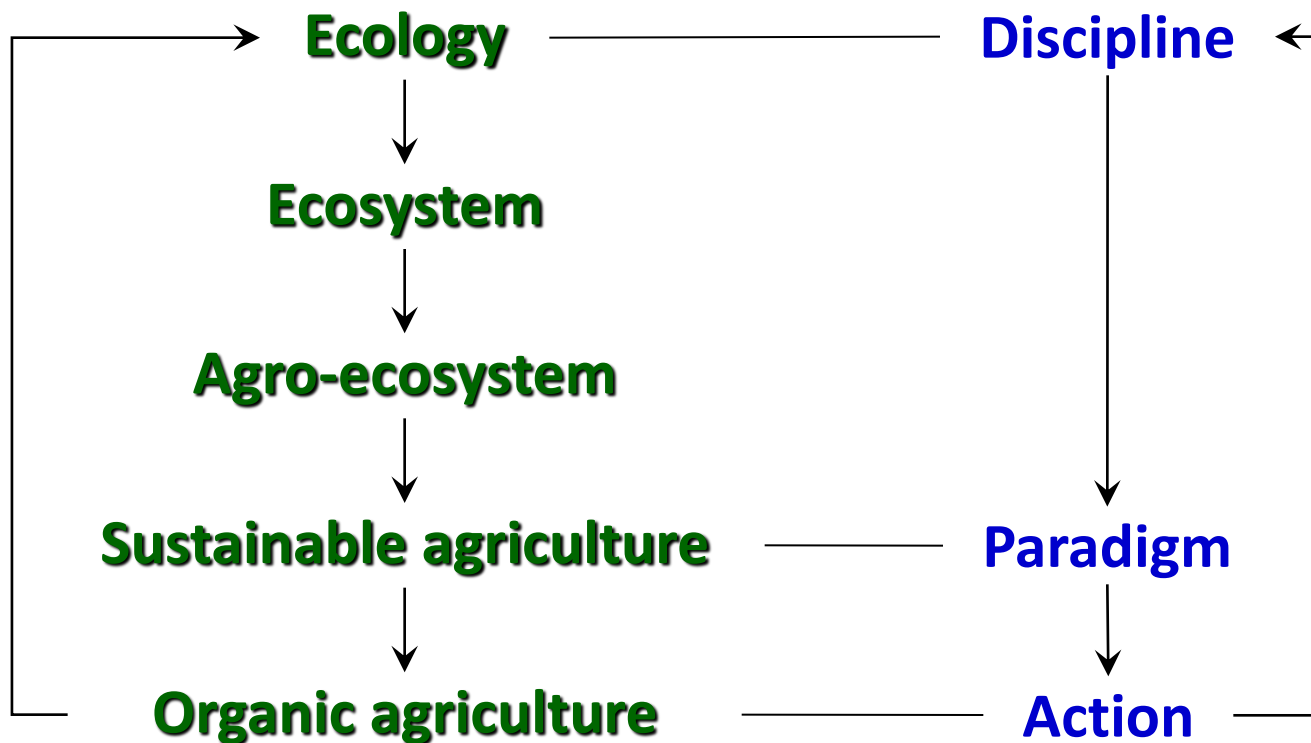 Ecology
Discipline
Ecosystem
Agro-ecosystem
Sustainable agriculture
Paradigm
Organic agriculture
Action